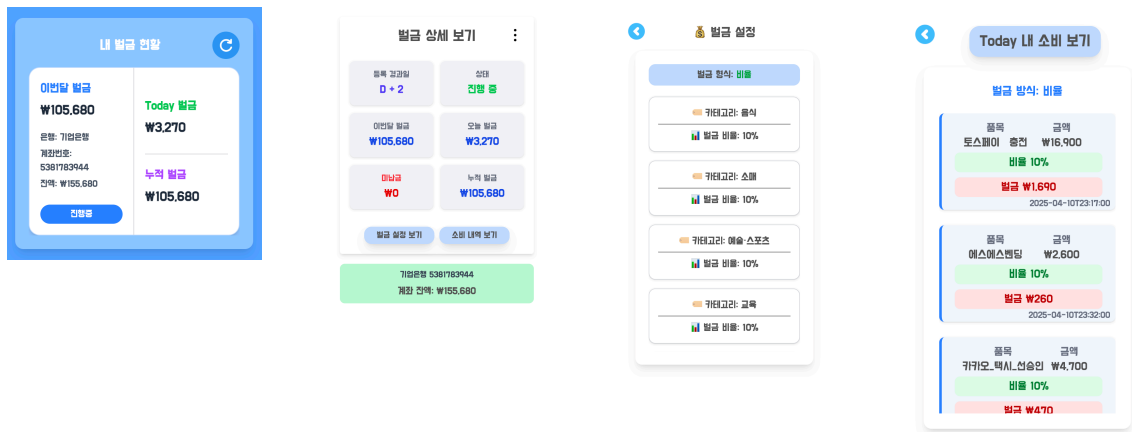 내 벌금 현황
이번달 벌금
₩105,680
은행: 기업은행
계좌번호:
5381783944
잔액: ₩155,680
진행중
Today 벌금
₩3,270
누적 벌금
₩105,680
벌금 상세 보기
등록 경과일
D + 2
상태
진행 중
이번달 벌금
₩105,680
오늘 벌금
₩3,270
미납금
₩0
누적 벌금
₩105,680
벌금 설정 보기
소비 내역 보기
기업은행 5381783944
계좌 잔액: ₩155,680
💰 벌금 설정
벌금 형식: 비율
카테고리: 음식
📊 벌금 비율: 10%
카테고리: 소매
📊 벌금 비율: 10%
카테고리: 예술·스포츠
📊 벌금 비율: 10%
카테고리: 교육
📊 벌금 비율: 10%
Today 내 소비 보기
벌금 방식: 비율
품목 금액
토스페이 충전 ₩16,900
비율 10%
벌금 ₩1,690
2025-04-10T23:17:00
품목 금액
에스에스벤딩 ₩2,600
비율 10%
벌금 ₩260
2025-04-10T23:32:00
품목 금액
카카오_택시_선승인 ₩4,700
비율 10%
벌금 ₩470